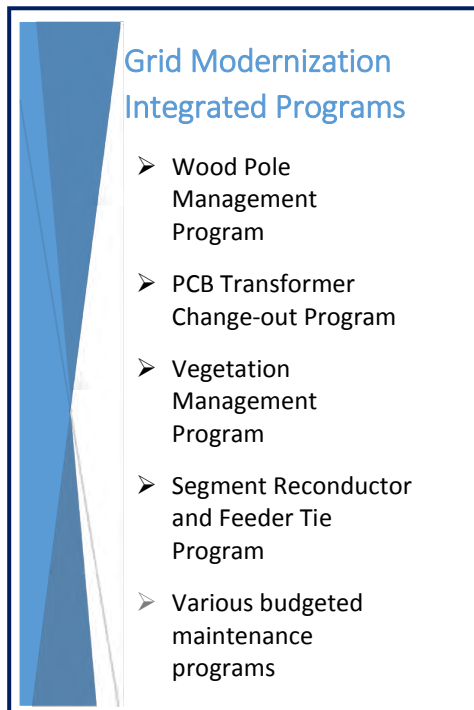 Grid Modernization
Integrated Programs
➢ Wood Pole
Management
Program
➢ PCB Transformer
Change-out Program
➢ Vegetation
Management
Program
➢ Segment Reconductor
and Feeder Tie
Program
➢ Various budgeted
maintenance
programs